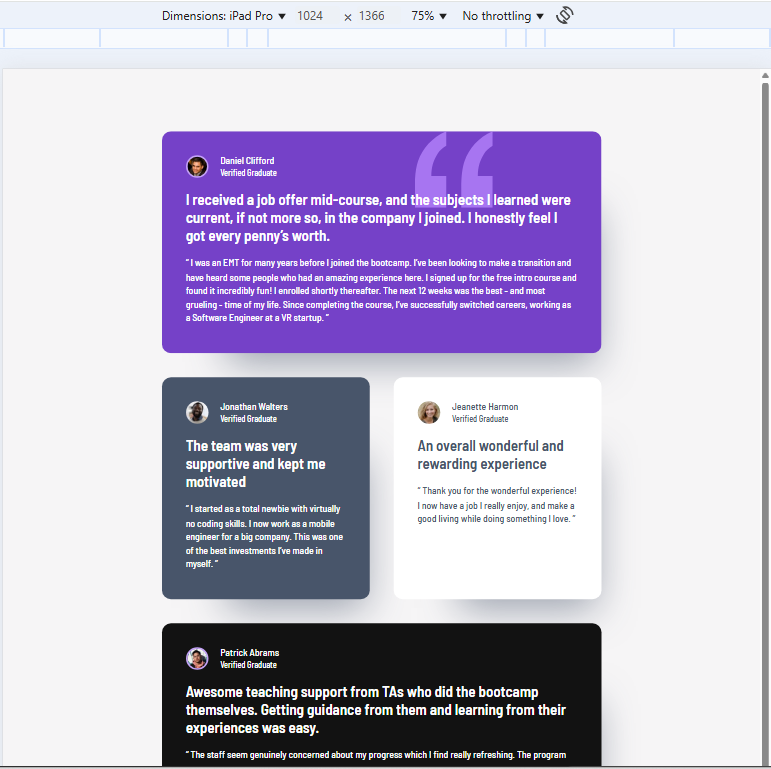 Dimensions: iPad Pro ▼ 1024 × 1366 75% ▼ No throttling ▼
Daniel Clifford
Verified Graduate
I received a job offer mid-course, and the subjects I learned were
current, if not more so, in the company I joined. I honestly feel I
got every penny’s worth.
“ I was an EMT for many years before I joined the bootcamp. I’ve been looking to make a transition and
have heard some people who had an amazing experience here. I signed up for the free intro course and
found it incredibly fun! I enrolled shortly thereafter. The next 12 weeks was the best – and most
grueling – time of my life. Since completing the course, I’ve successfully switched careers, working as
a Software Engineer at a VR startup. ”
Jonathan Walters
Verified Graduate
The team was very
supportive and kept me
motivated
“ I started as a total newbie with virtually
no coding skills. I now work as a mobile
engineer for a big company. This was one
of the best investments I’ve made in
myself. ”
Jeanette Harmon
Verified Graduate
An overall wonderful and
rewarding experience
“ Thank you for the wonderful experience!
I now have a job I really enjoy, and make a
good living while doing something I love. ”
Patrick Abrams
Verified Graduate
Awesome teaching support from TAs who did the bootcamp
themselves. Getting guidance from them and learning from their
experiences was easy.
“ The staff seem genuinely concerned about my progress which I find really refreshing. The program